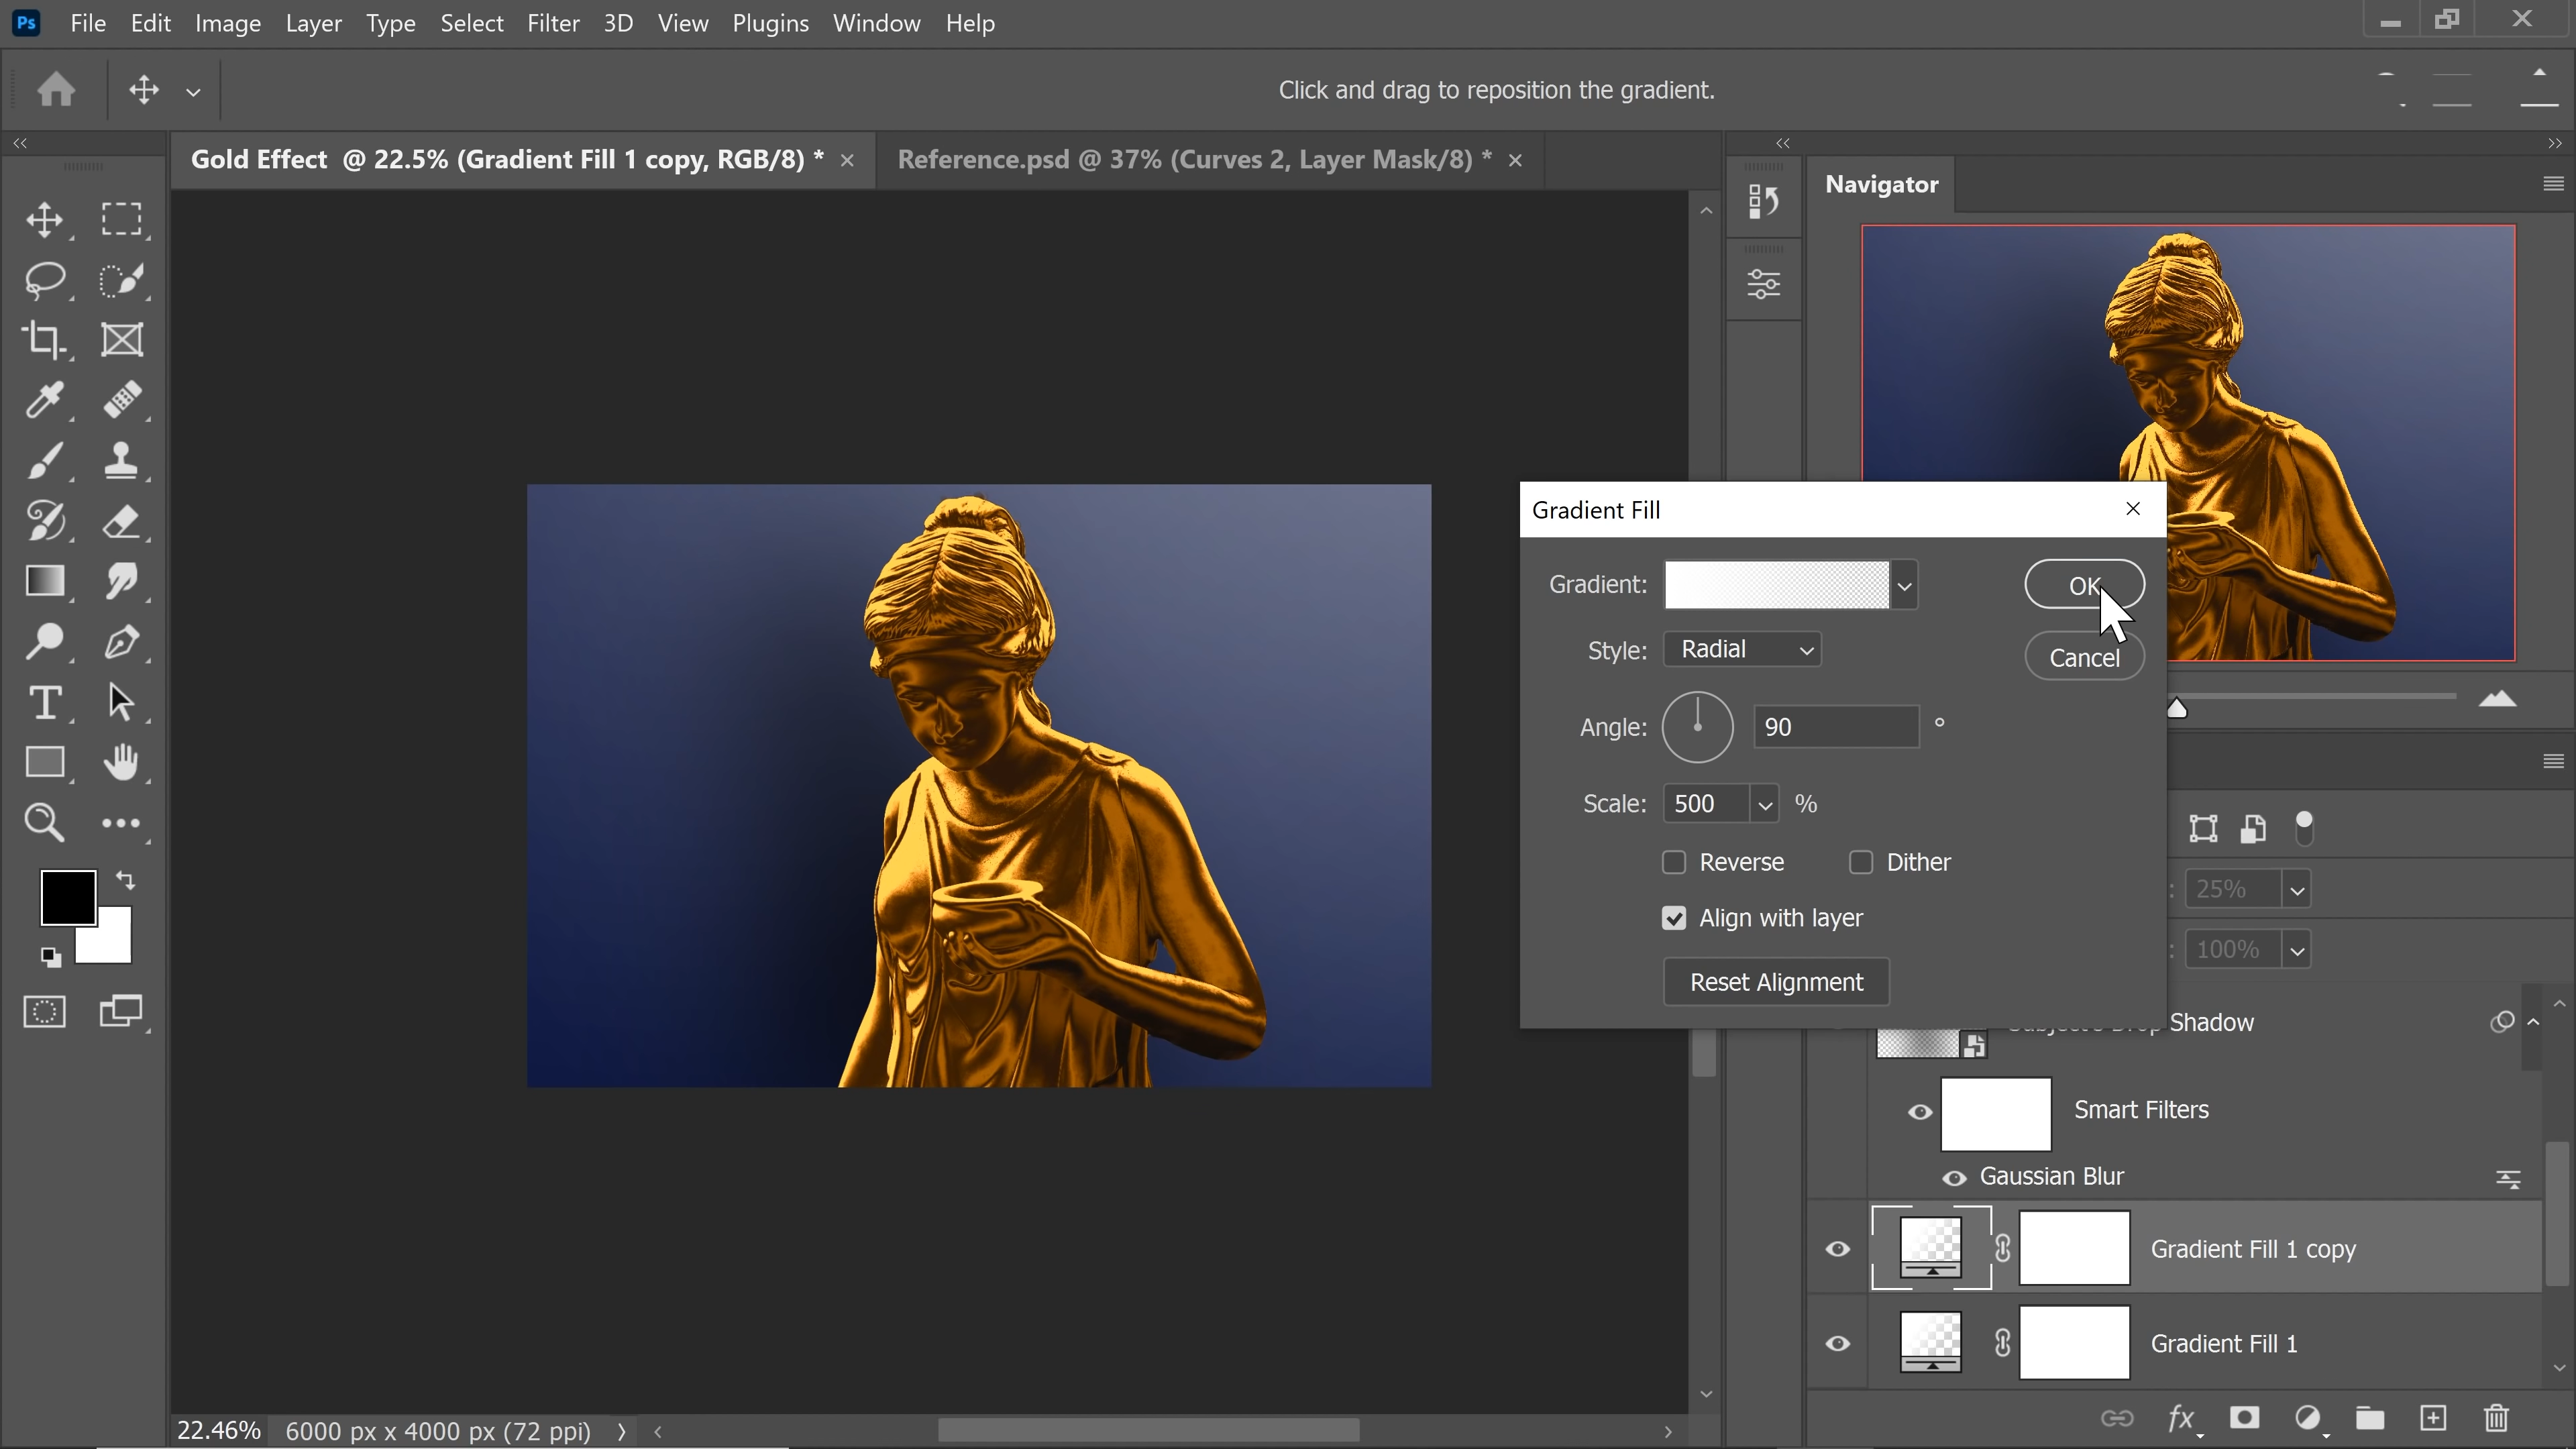 Ps File Edit Image Layer Type Select Filter 3D View Plugins Window Help
Click and drag to reposition the gradient.
Gold Effect @ 22.5% (Gradient Fill 1 copy, RGB/8) *
Reference.psd @ 37% (Curves 2, Layer Mask/8) *
Navigator
Gradient Fill
Gradient:
OK
Style: Radial
Cancel
Angle: 90 °
Scale: 500 %
Reverse Dither
Align with layer
Reset Alignment
: 25%
: 100%
Subject's Drop Shadow
Smart Filters
Gaussian Blur
Gradient Fill 1 copy
Gradient Fill 1
22.46% 6000 px x 4000 px (72 ppi)
fx